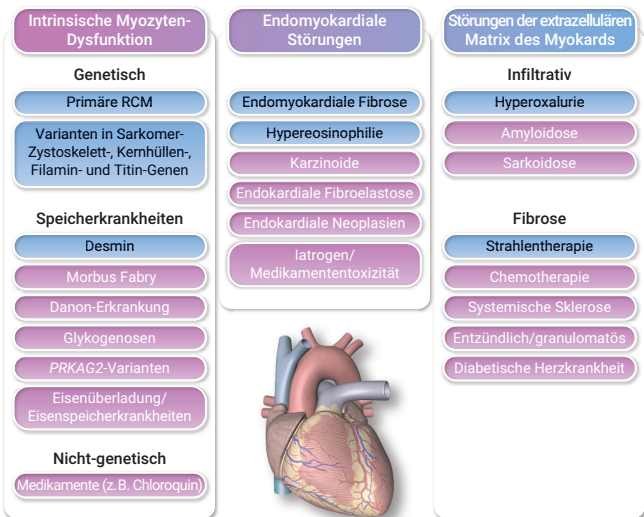 Intrinsische Myozyten-
Dysfunktion
Genetisch
Primäre RCM
Varianten in Sarkomer-
Zystoskelett-, Kernhüllen-,
Filamin- und Titin-Genen
Speicherkrankheiten
Desmin
Morbus Fabry
Danon-Erkrankung
Glykogenosen
PRKAG2-Varianten
Eisenüberladung/
Eisenspeicherkrankheiten
Nicht-genetisch
Medikamente (z. B. Chloroquin)
Endomyokardiale
Störungen
Endomyokardiale Fibrose
Hypereosinophilie
Karzinoide
Endokardiale Fibroelastose
Endokardiale Neoplasien
Iatrogen/
Medikamententoxizität
Störungen der extrazellulären
Matrix des Myokards
Infiltrativ
Hyperoxalurie
Amyloidose
Sarkoidose
Fibrose
Strahlentherapie
Chemotherapie
Systemische Sklerose
Entzündlich/granulomatös
Diabetische Herzkrankheit